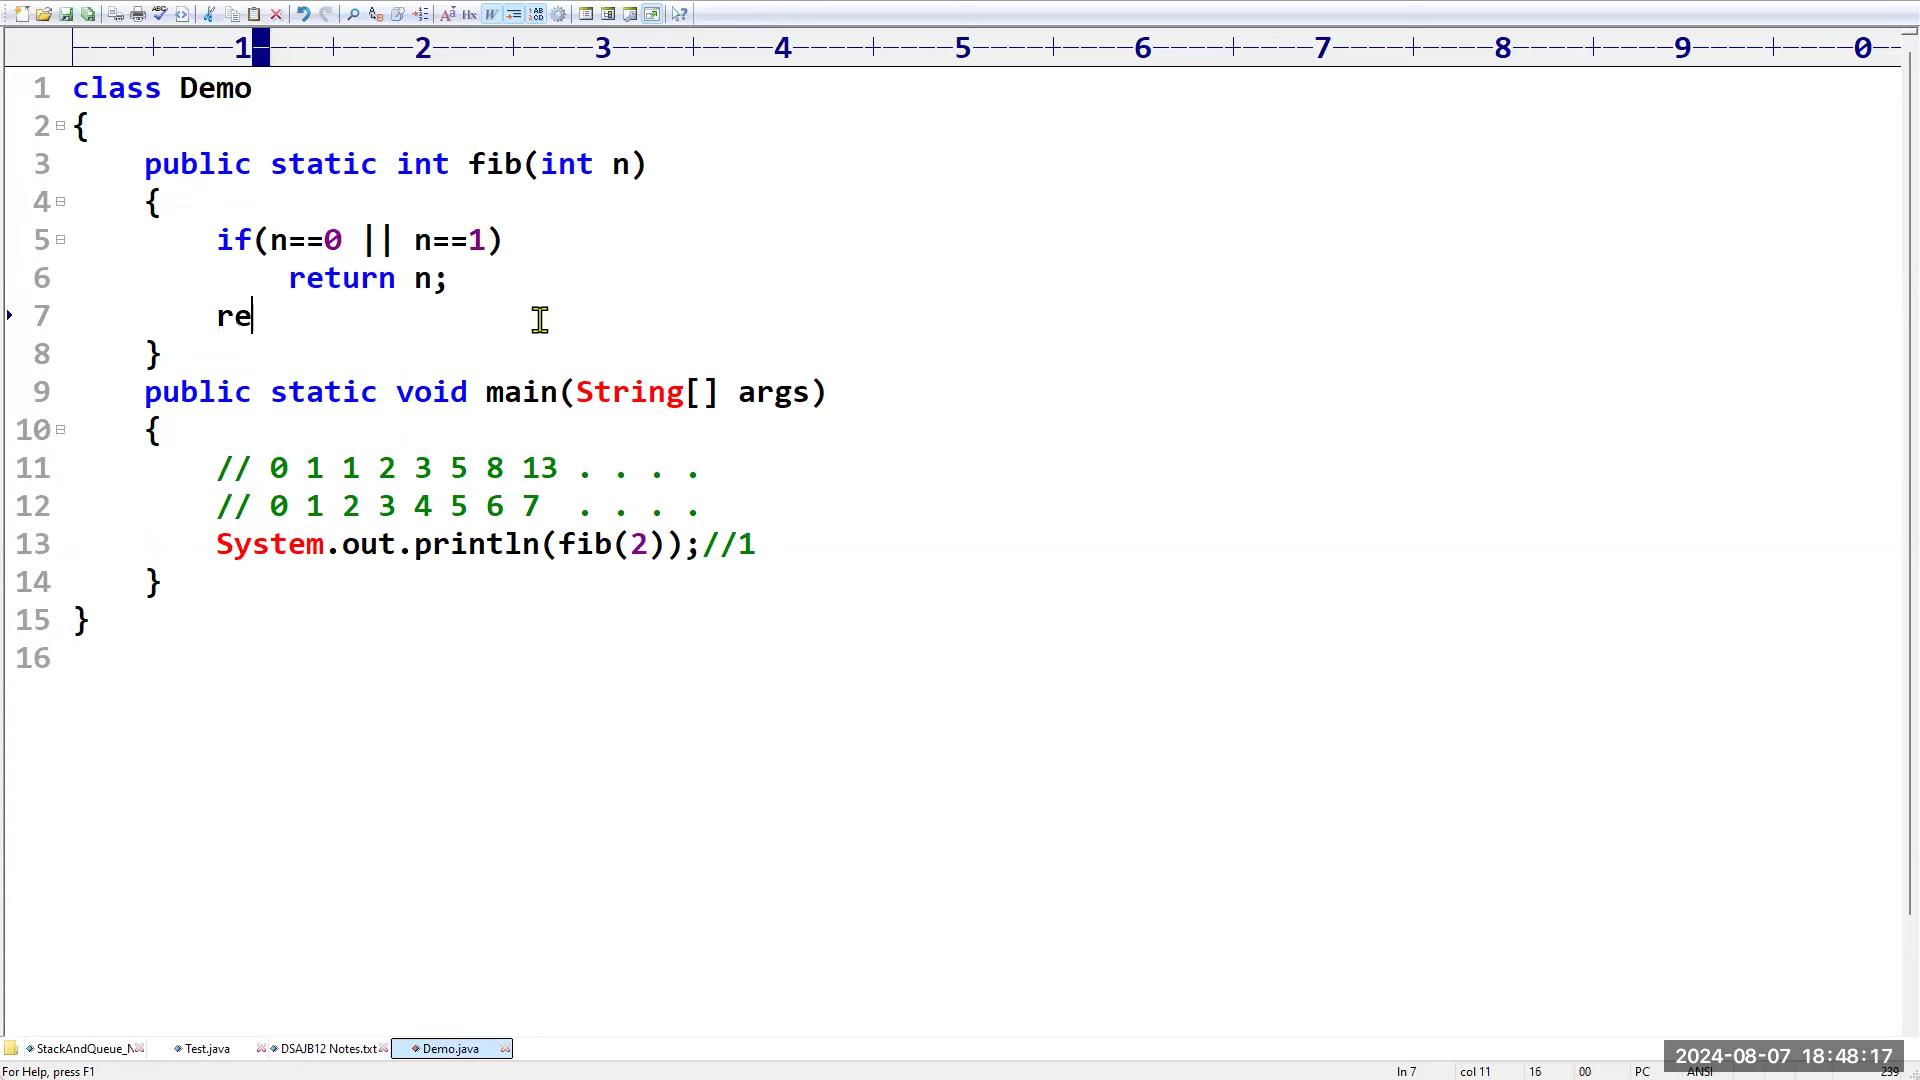 1 2 3 4 5 6 7 8 9 0
1 class Demo
2 {
3 public static int fib(int n)
4 {
5 if(n==0 || n==1)
6 return n;
7 re
8 }
9 public static void main(String[] args)
10 {
11 // 0 1 1 2 3 5 8 13 . . . .
12 // 0 1 2 3 4 5 6 7  . . . .
13 System.out.println(fib(2));//1
14 }
15 }
16
StackAndQueue_N Test.java DSAJB12 Notes.txt Demo.java
2024-08-07 18:48:17
For Help, press F1 ln 7 col 11 16 00 PC ANSI 239